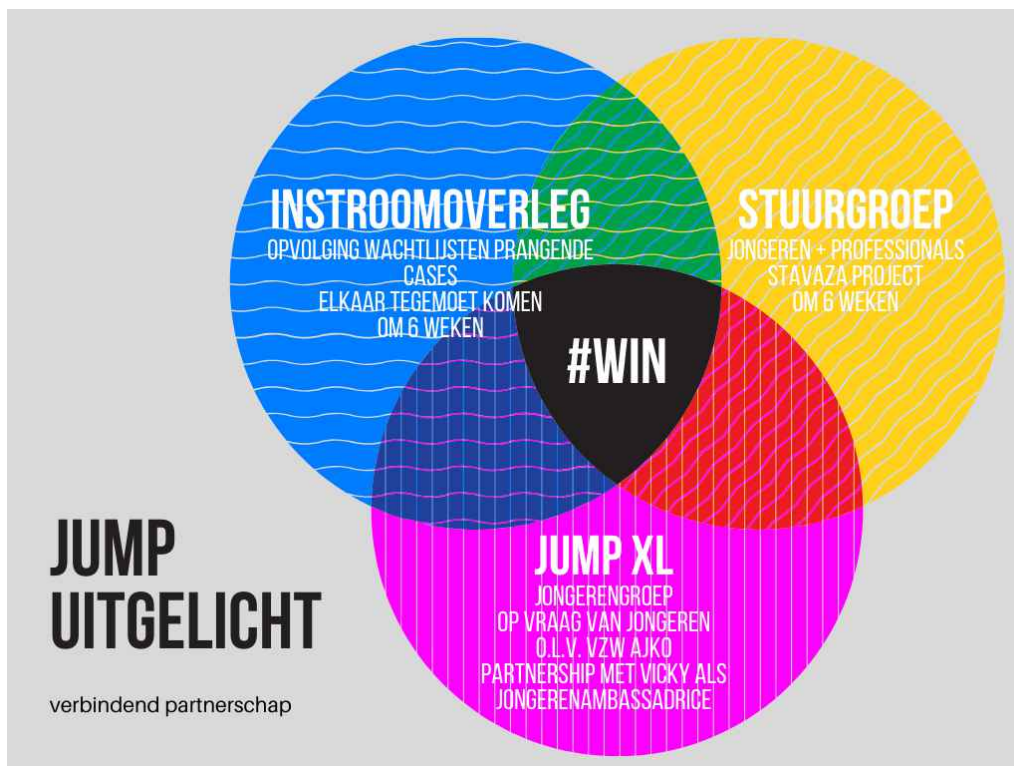 INSTROOMOVERLEG
OPVOLGING WACHTLIJSTEN PRANGENDE
CASES
ELKAAR TEGEMOET KOMEN
OM 6 WEKEN
STUURGROEP
JONGEREN + PROFESSIONALS
STAVAZA PROJECT
OM 6 WEKEN
#WIN
JUMP XL
JONGERENGROEP
OP VRAAG VAN JONGEREN
O.L.V. VZW AJKO
PARTNERSHIP MET VICKY ALS
JONGERENAMBASSADRICE
JUMP
UITGELICHT
verbindend partnerschap